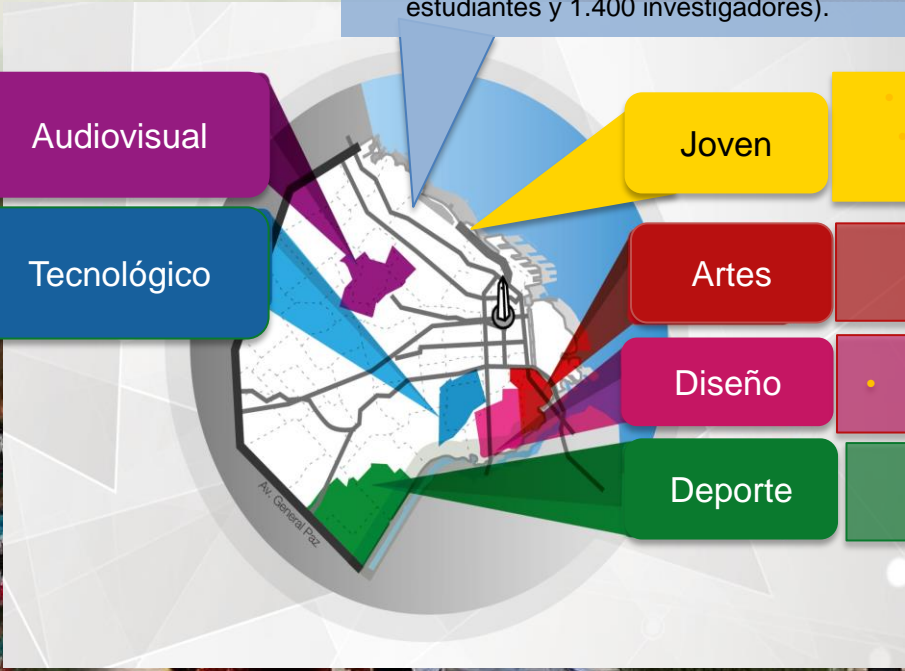 estudiantes y 1.400 investigadores).
Audiovisual
Joven
Tecnológico
Artes
Diseño
Deporte
Av. General Paz